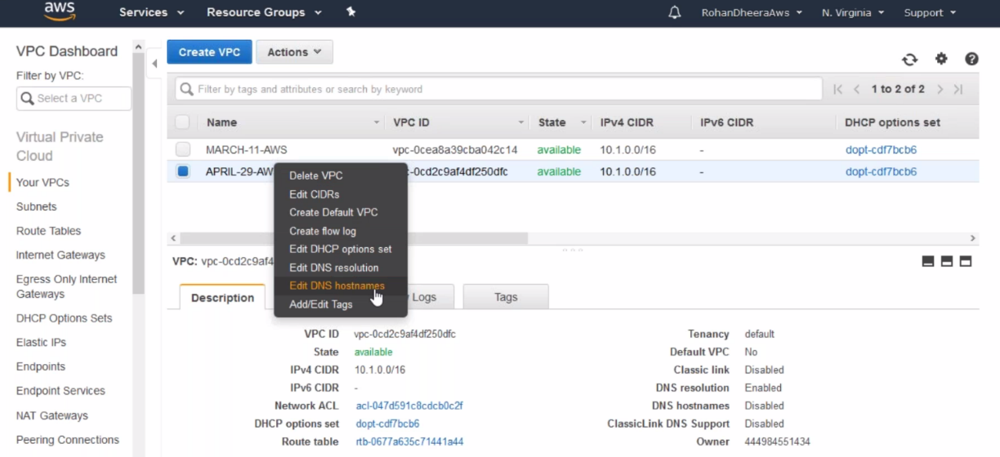 aws Services Resource Groups RohanDheeraAws N. Virginia Support
VPC Dashboard
Filter by VPC:
Select a VPC
Virtual Private
Cloud
Your VPCs
Subnets
Route Tables
Internet Gateways
Egress Only Internet
Gateways
DHCP Options Sets
Elastic IPs
Endpoints
Endpoint Services
NAT Gateways
Peering Connections
Create VPC Actions
Filter by tags and attributes or search by keyword 1 to 2 of 2
Name VPC ID State IPv4 CIDR IPv6 CIDR DHCP options set
MARCH-11-AWS vpc-0cea8a39cba042c14 available 10.1.0.0/16 - dopt-cdf7bcb6
APRIL-29-AW c-0cd2c9af4df250dfc available 10.1.0.0/16 - dopt-cdf7bcb6
Delete VPC
Edit CIDRs
Create Default VPC
Create flow log
Edit DHCP options set
Edit DNS resolution
Edit DNS hostnames
Add/Edit Tags
VPC: vpc-0cd2c9af4
Description Logs Tags
VPC ID vpc-0cd2c9af4df250dfc
State available
IPv4 CIDR 10.1.0.0/16
IPv6 CIDR -
Network ACL acl-047d591c8cdcb0c2f
DHCP options set dopt-cdf7bcb6
Route table rtb-0677a635c71441a44
Tenancy default
Default VPC No
Classic link Disabled
DNS resolution Enabled
DNS hostnames Disabled
ClassicLink DNS Support Disabled
Owner 444984551434